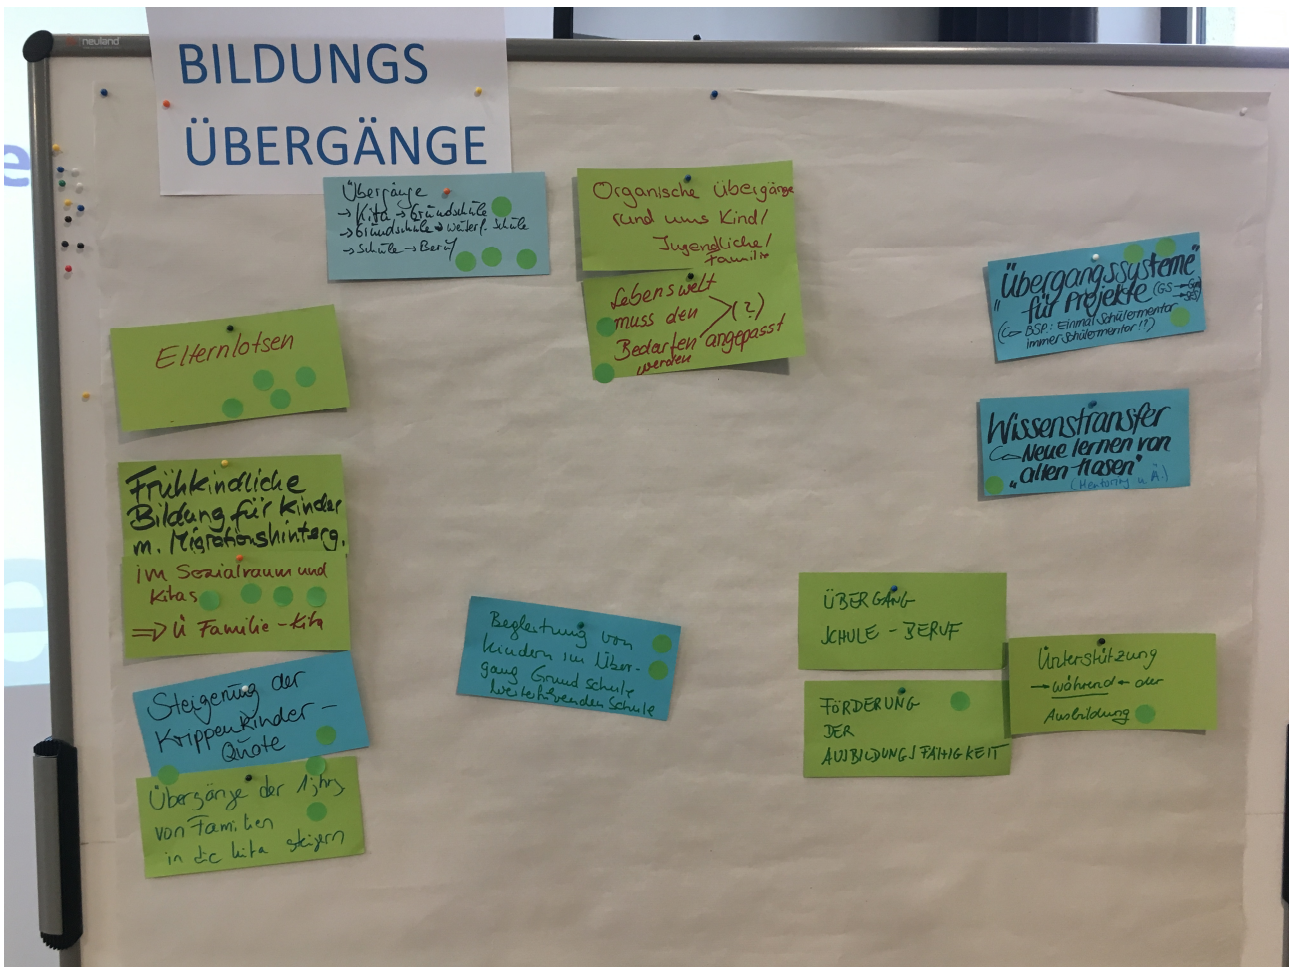 neuland
BILDUNGS
ÜBERGÄNGE
Übergänge
→ Kita → Grundschule
→ Grundschule → weiterf. Schule
→ Schule → Beruf
Organische Übergänge
rund ums Kind/
Jugendliche/
Familie
Lebenswelt
muss den (?)
Bedarfen angepasst
werden
"Übergangssysteme"
für Projekte (GS →
(↪ BSP.: Einmal Schülermentor
immer Schülermentor!?)
Elternlotsen
Wissenstransfer
↪ Neue lernen von
"alten Hasen"
(Mentoring u. Ä.)
Frühkindliche
Bildung für Kinder
m. Migrationshinterg.
im Sozialraum und
Kitas
⇒ Ü Familie - Kita
Begleitung von
Kindern im Über-
gang Grundschule
weiterführenden Schule
ÜBERGANG
SCHULE - BERUF
FÖRDERUNG
DER
AUSBILDUNGSFÄHIGKEIT
Unterstützung
→ während ← der
Ausbildung
Steigerung der
Krippenkinder-
Quote
Übergänge der 1jhrg
von Familien
in die Kita steigern